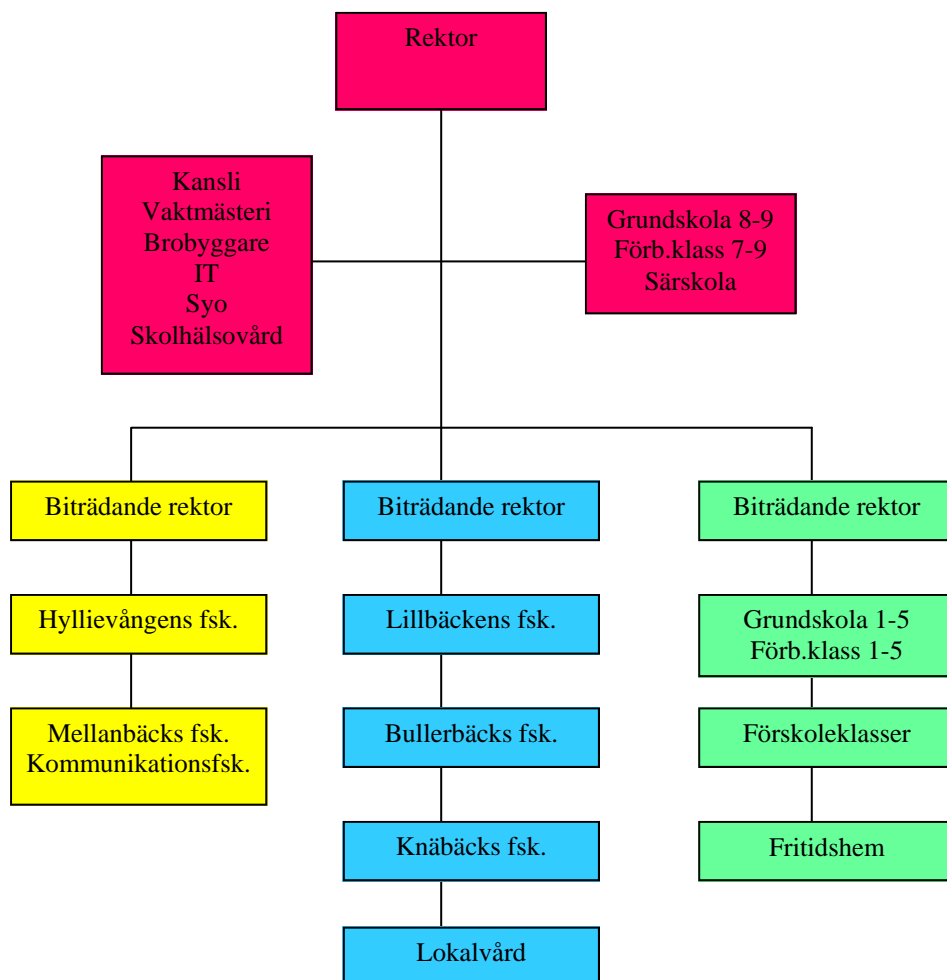 Rektor
Kansli
Vaktmästeri
Brobyggare
IT
Syo
Skolhälsovård
Grundskola 8-9
Förb.klass 7-9
Särskola
Biträdande rektor
Hyllievångens fsk.
Mellanbäcks fsk.
Kommunikationsfsk.
Biträdande rektor
Lillbäckens fsk.
Bullerbäcks fsk.
Knäbäcks fsk.
Lokalvård
Biträdande rektor
Grundskola 1-5
Förb.klass 1-5
Förskoleklasser
Fritidshem